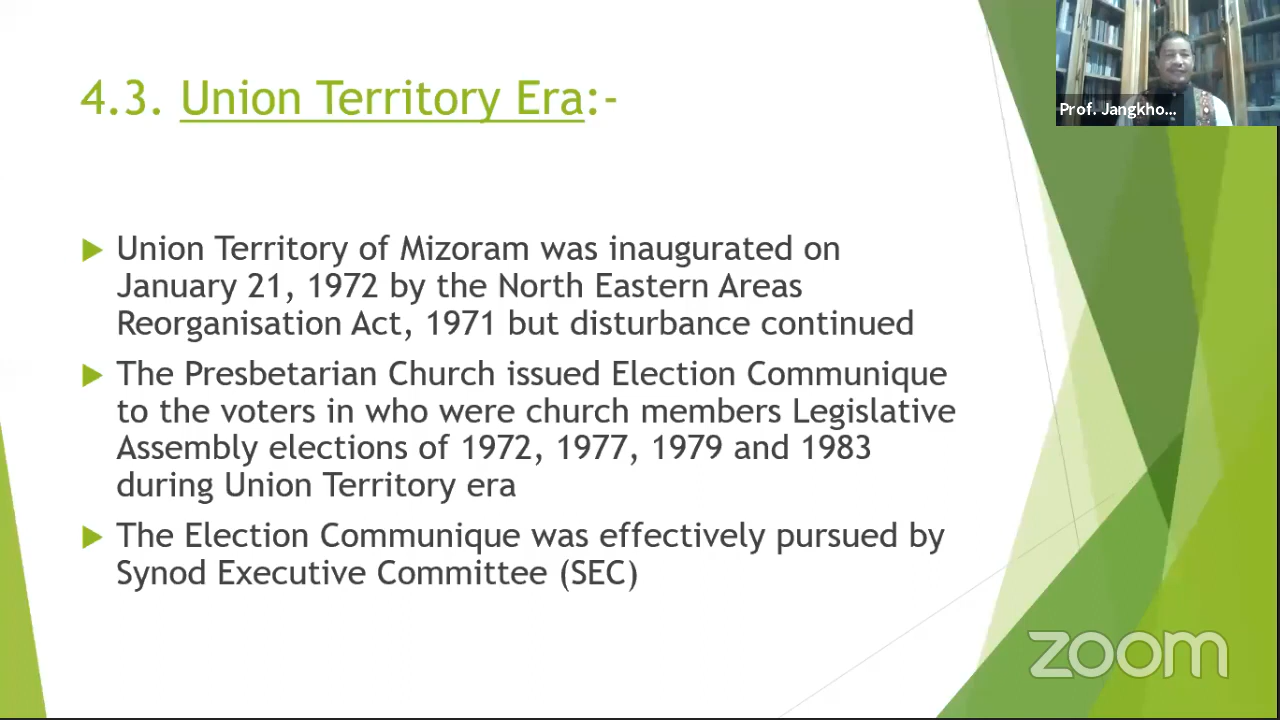 4.3. Union Territory Era:-
Prof. Jangkho...
Union Territory of Mizoram was inaugurated on
January 21, 1972 by the North Eastern Areas
Reorganisation Act, 1971 but disturbance continued
The Presbetarian Church issued Election Communique
to the voters in who were church members Legislative
Assembly elections of 1972, 1977, 1979 and 1983
during Union Territory era
The Election Communique was effectively pursued by
Synod Executive Committee (SEC)
zoom